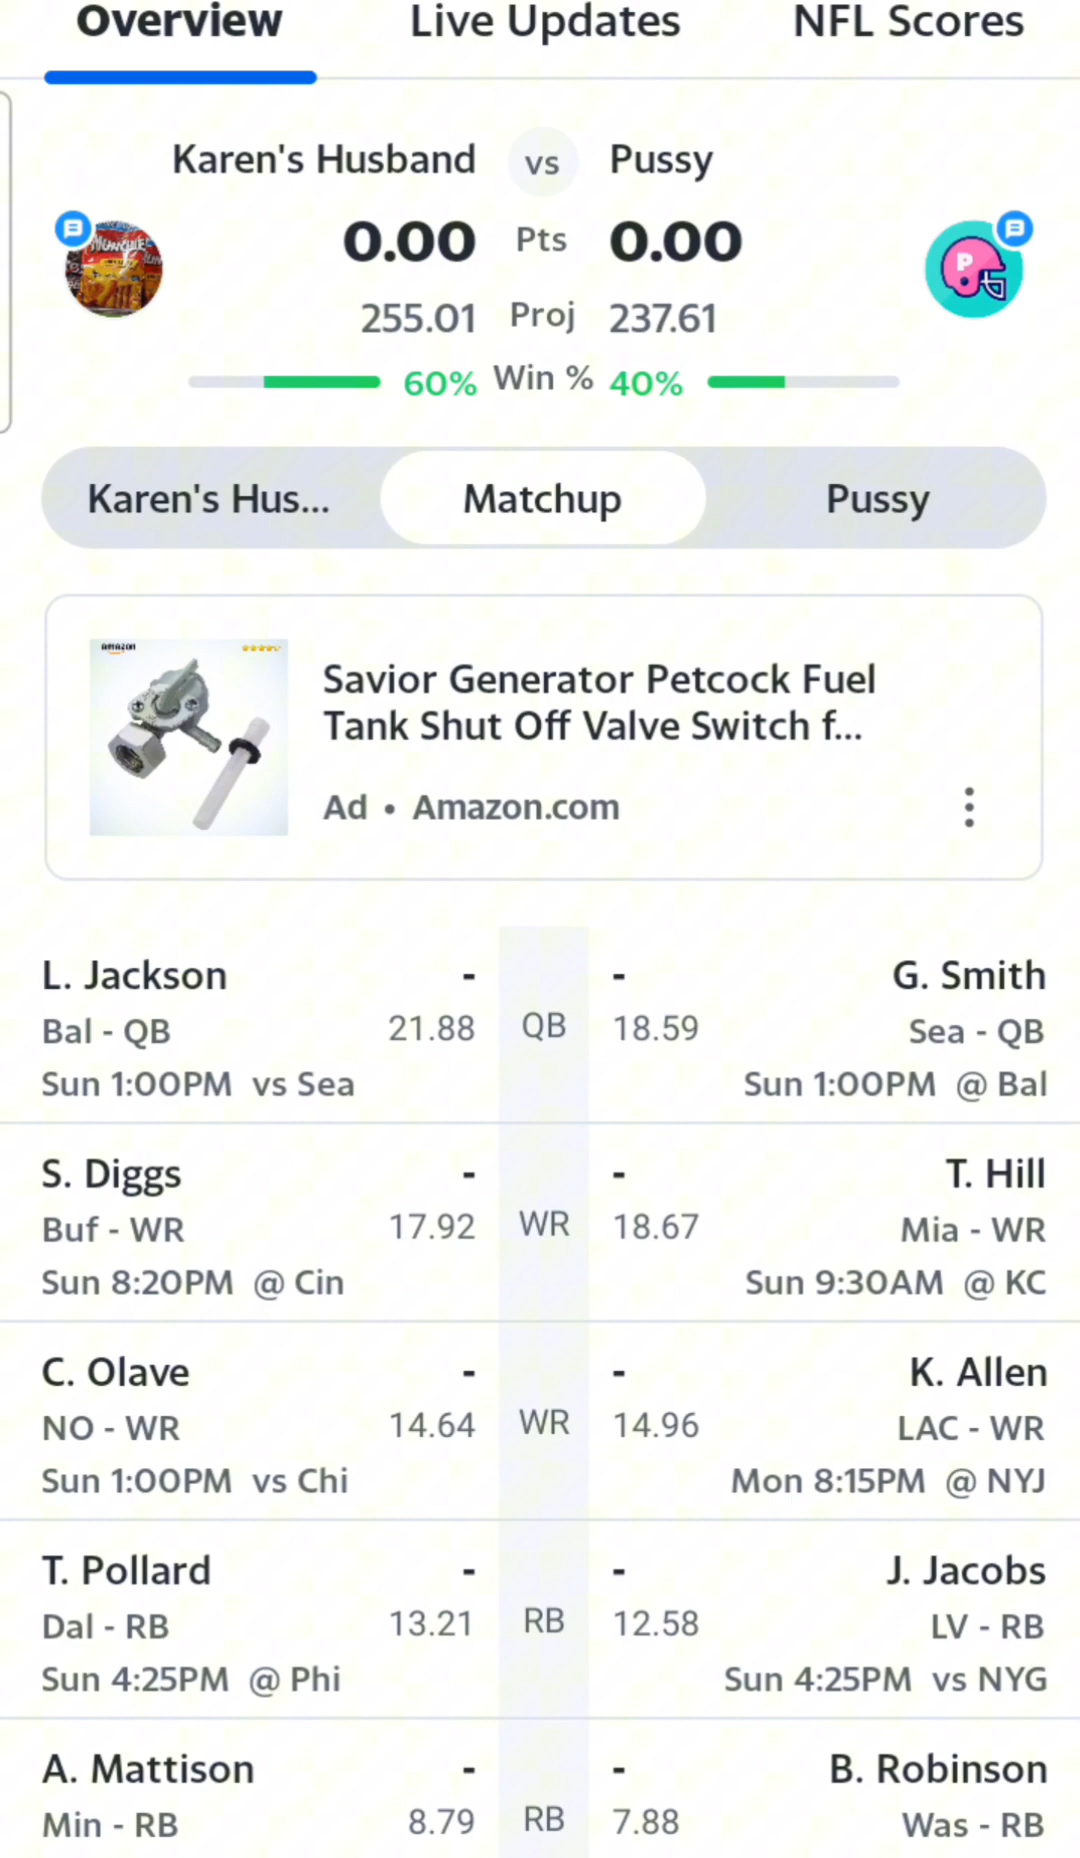 Overview Live Updates NFL Scores
Karen's Husband vs Pussy
0.00 Pts 0.00
255.01 Proj 237.61
60% Win % 40%
MUNCHIES
P
Karen's Hus... Matchup Pussy
amazon
Savior Generator Petcock Fuel
Tank Shut Off Valve Switch f...
Ad • Amazon.com
L. Jackson - - G. Smith
Bal - QB 21.88 QB 18.59 Sea - QB
Sun 1:00PM vs Sea Sun 1:00PM @ Bal
S. Diggs - - T. Hill
Buf - WR 17.92 WR 18.67 Mia - WR
Sun 8:20PM @ Cin Sun 9:30AM @ KC
C. Olave - - K. Allen
NO - WR 14.64 WR 14.96 LAC - WR
Sun 1:00PM vs Chi Mon 8:15PM @ NYJ
T. Pollard - - J. Jacobs
Dal - RB 13.21 RB 12.58 LV - RB
Sun 4:25PM @ Phi Sun 4:25PM vs NYG
A. Mattison - - B. Robinson
Min - RB 8.79 RB 7.88 Was - RB